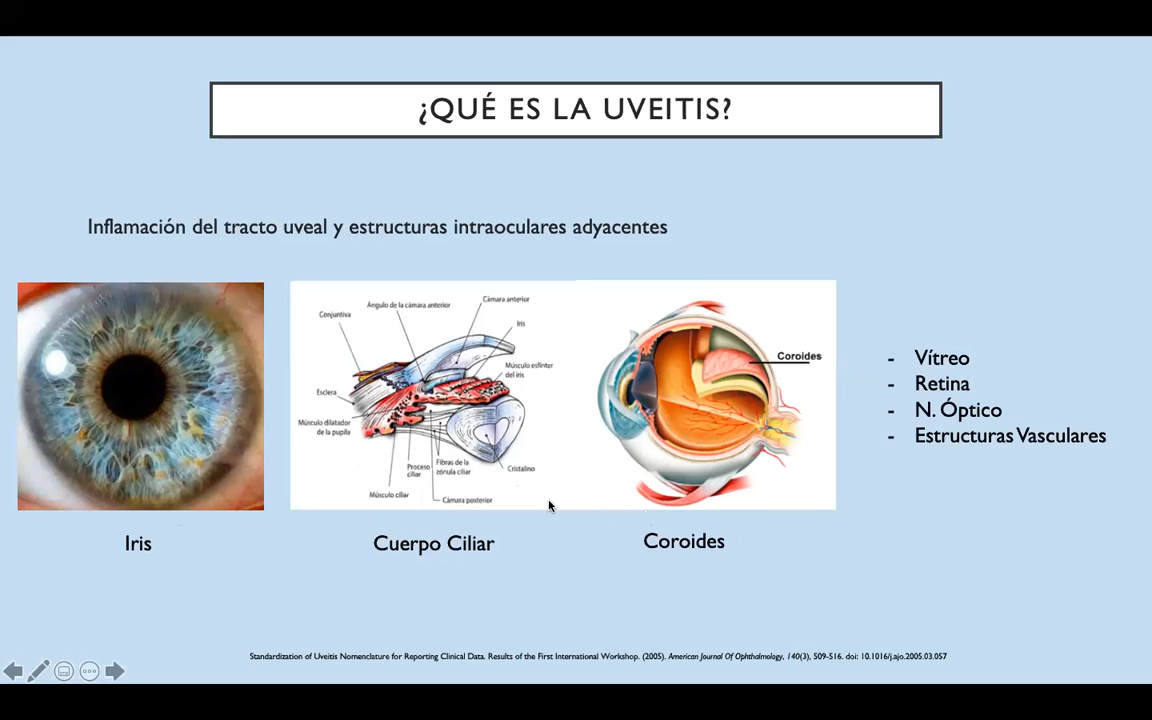 ¿QUÉ ES LA UVEITIS?
Inflamación del tracto uveal y estructuras intraoculares adyacentes
Cámara anterior
Ángulo de la cámara anterior
Conjuntiva
Iris
Músculo esfínter
del iris
Esclera
Músculo dilatador
de la pupila
Proceso
ciliar
Fibras de la
zónula ciliar
Cristalino
Músculo ciliar
Cámara posterior
Coroides
- Vítreo
- Retina
- N. Óptico
- Estructuras Vasculares
Iris
Cuerpo Ciliar
Coroides
Standardization of Uveitis Nomenclature for Reporting Clinical Data. Results of the First International Workshop. (2005). American Journal Of Ophthalmology, 140(3), 509-516. doi: 10.1016/j.ajo.2005.03.057